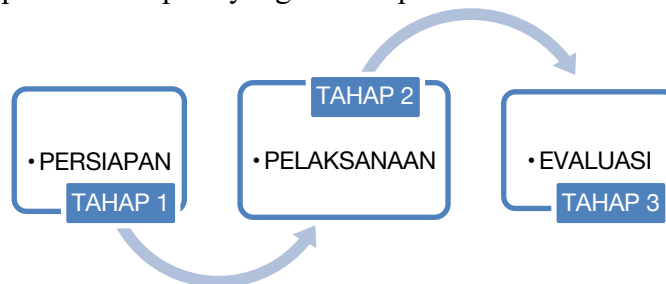 TAHAP 2
• PERSIAPAN
• PELAKSANAAN
• EVALUASI
TAHAP 1
TAHAP 3